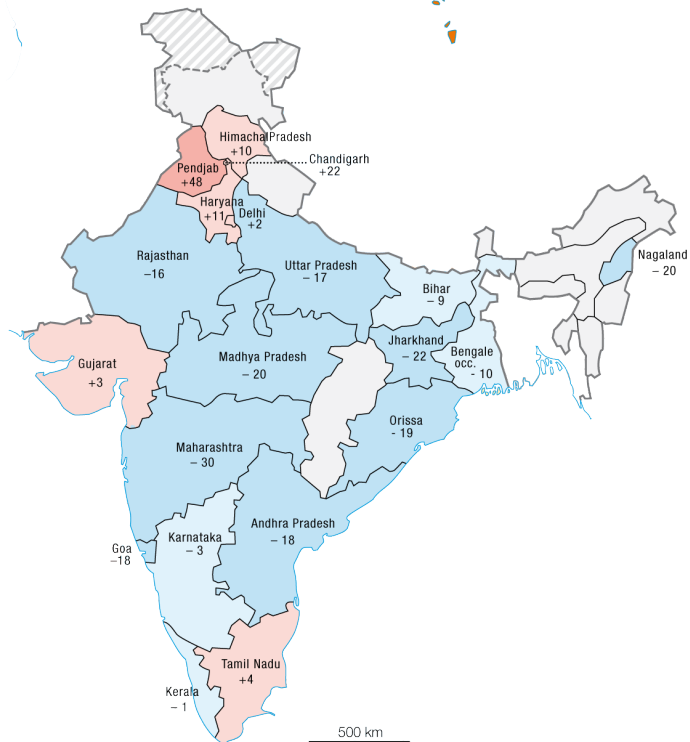 HimachalPradesh
+10
Chandigarh
+22
Pendjab
+48
Haryana
+11
Delhi
+2
Nagaland
– 20
Rajasthan
-16
Uttar Pradesh
– 17
Bihar
– 9
Jharkhand
– 22
Bengale
occ.
- 10
Gujarat
+3
Madhya Pradesh
– 20
Orissa
- 19
Maharashtra
– 30
Andhra Pradesh
– 18
Karnataka
– 3
Goa
–18
Tamil Nadu
+4
Kerala
– 1
500 km